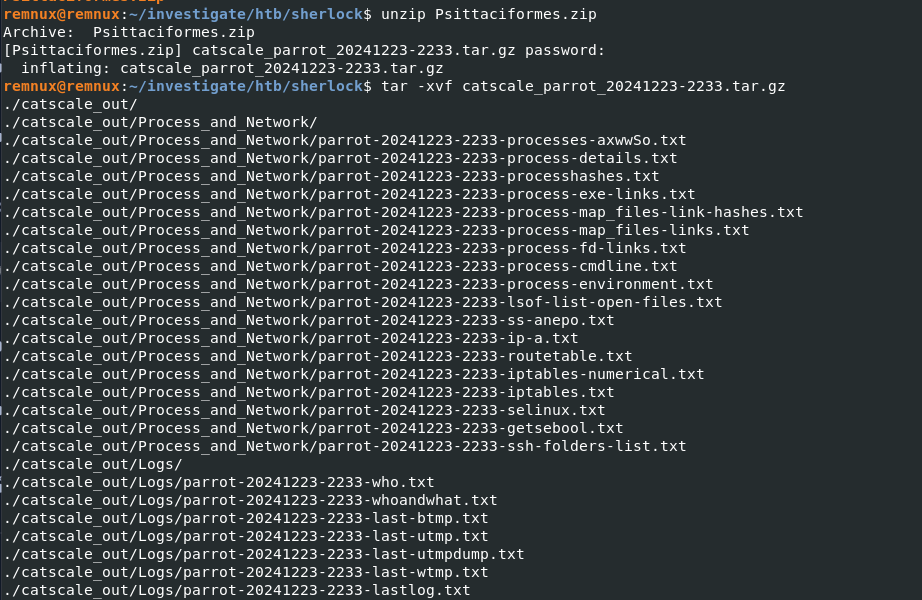 remnux@remnux:~/investigate/htb/sherlock$ unzip Psittaciformes.zip
Archive:  Psittaciformes.zip
[Psittaciformes.zip] catscale_parrot_20241223-2233.tar.gz password:
  inflating: catscale_parrot_20241223-2233.tar.gz
remnux@remnux:~/investigate/htb/sherlock$ tar -xvf catscale_parrot_20241223-2233.tar.gz
./catscale_out/
./catscale_out/Process_and_Network/
./catscale_out/Process_and_Network/parrot-20241223-2233-processes-axwwSo.txt
./catscale_out/Process_and_Network/parrot-20241223-2233-process-details.txt
./catscale_out/Process_and_Network/parrot-20241223-2233-processhashes.txt
./catscale_out/Process_and_Network/parrot-20241223-2233-process-exe-links.txt
./catscale_out/Process_and_Network/parrot-20241223-2233-process-map_files-link-hashes.txt
./catscale_out/Process_and_Network/parrot-20241223-2233-process-map_files-links.txt
./catscale_out/Process_and_Network/parrot-20241223-2233-process-fd-links.txt
./catscale_out/Process_and_Network/parrot-20241223-2233-process-cmdline.txt
./catscale_out/Process_and_Network/parrot-20241223-2233-process-environment.txt
./catscale_out/Process_and_Network/parrot-20241223-2233-lsof-list-open-files.txt
./catscale_out/Process_and_Network/parrot-20241223-2233-ss-anepo.txt
./catscale_out/Process_and_Network/parrot-20241223-2233-ip-a.txt
./catscale_out/Process_and_Network/parrot-20241223-2233-routetable.txt
./catscale_out/Process_and_Network/parrot-20241223-2233-iptables-numerical.txt
./catscale_out/Process_and_Network/parrot-20241223-2233-iptables.txt
./catscale_out/Process_and_Network/parrot-20241223-2233-selinux.txt
./catscale_out/Process_and_Network/parrot-20241223-2233-getsebool.txt
./catscale_out/Process_and_Network/parrot-20241223-2233-ssh-folders-list.txt
./catscale_out/Logs/
./catscale_out/Logs/parrot-20241223-2233-who.txt
./catscale_out/Logs/parrot-20241223-2233-whoandwhat.txt
./catscale_out/Logs/parrot-20241223-2233-last-btmp.txt
./catscale_out/Logs/parrot-20241223-2233-last-utmp.txt
./catscale_out/Logs/parrot-20241223-2233-last-utmpdump.txt
./catscale_out/Logs/parrot-20241223-2233-last-wtmp.txt
./catscale_out/Logs/parrot-20241223-2233-lastlog.txt